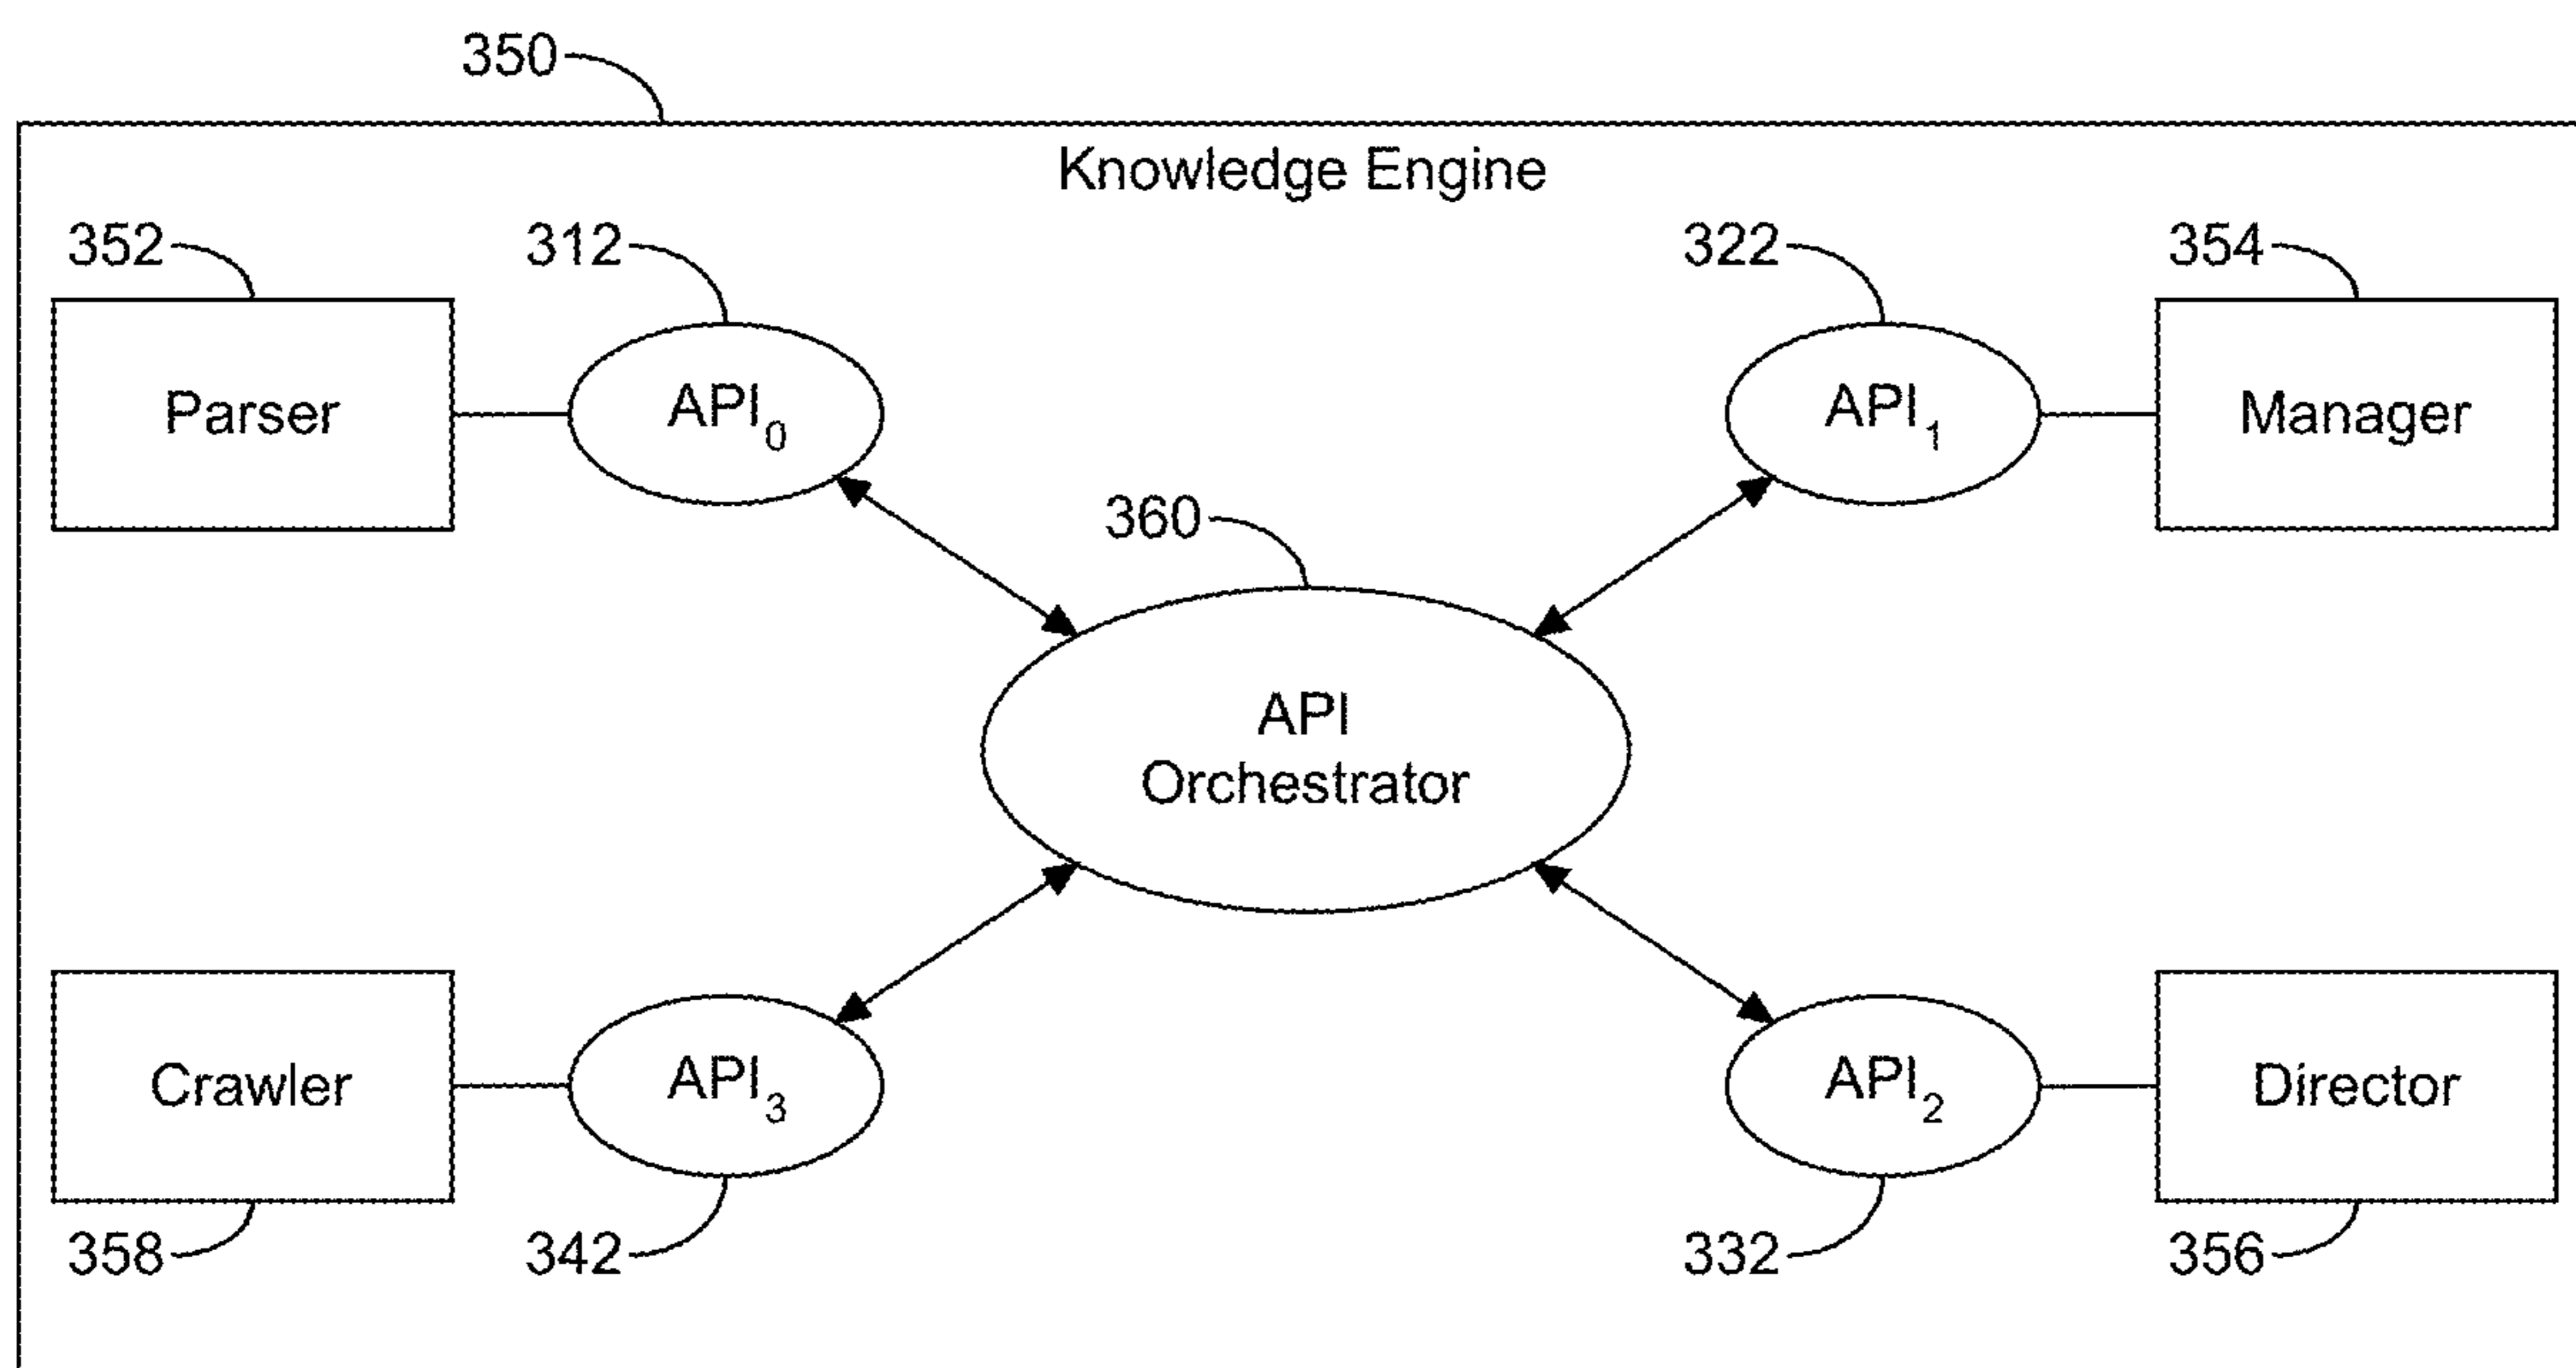 350
Knowledge Engine
352
312
322
354
Parser
API0
API1
Manager
360
API
Orchestrator
Crawler
API3
API2
Director
358
342
332
356